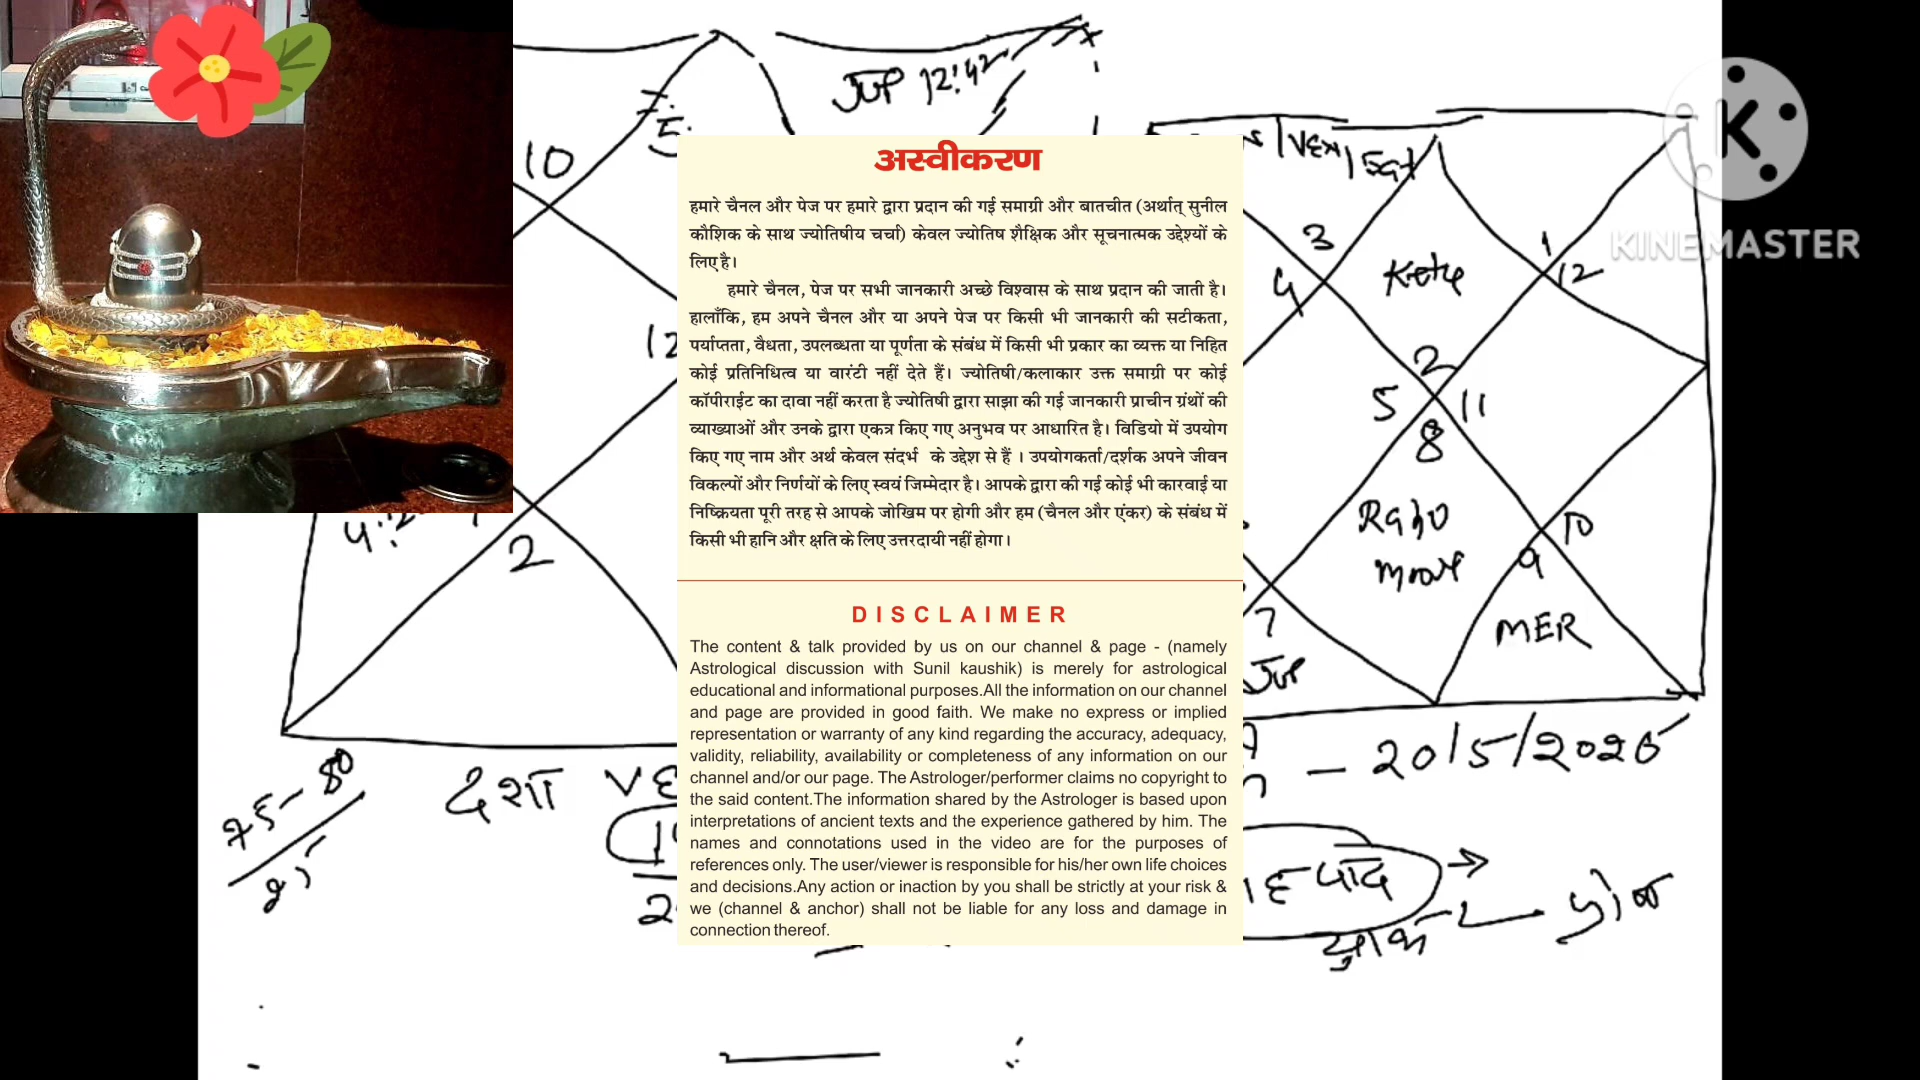 JUP 12:42
5
10
12
2
3
4
Ketu
1
12
2
5
11
8
Rahu
Moon
10
9
7
JUP
MER
अस्वीकरण
हमारे चैनल और पेज पर हमारे द्वारा प्रदान की गई समाग्री और बातचीत (अर्थात् सुनील
कौशिक के साथ ज्योतिषीय चर्चा) केवल ज्योतिष शैक्षिक और सूचनात्मक उद्देश्यों के
लिए है।
हमारे चैनल, पेज पर सभी जानकारी अच्छे विश्वास के साथ प्रदान की जाती है।
हालाँकि, हम अपने चैनल और या अपने पेज पर किसी भी जानकारी की सटीकता,
पर्याप्तता, वैधता, उपलब्धता या पूर्णता के संबंध में किसी भी प्रकार का व्यक्त या निहित
कोई प्रतिनिधित्व या वारंटी नहीं देते हैं। ज्योतिषी/कलाकार उक्त समाग्री पर कोई
कॉपीराईट का दावा नहीं करता है ज्योतिषी द्वारा साझा की गई जानकारी प्राचीन ग्रंथों की
व्याख्याओं और उनके द्वारा एकत्र किए गए अनुभव पर आधारित है। विडियो में उपयोग
किए गए नाम और अर्थ केवल संदर्भ के उद्देश से हैं । उपयोगकर्ता/दर्शक अपने जीवन
विकल्पों और निर्णयों के लिए स्वयं जिम्मेदार है। आपके द्वारा की गई कोई भी कारवाई या
निष्क्रियता पूरी तरह से आपके जोखिम पर होगी और हम (चैनल और एंकर) के संबंध में
किसी भी हानि और क्षति के लिए उत्तरदायी नहीं होगा।
DISCLAIMER
The content & talk provided by us on our channel & page - (namely
Astrological discussion with Sunil kaushik) is merely for astrological
educational and informational purposes.All the information on our channel
and page are provided in good faith. We make no express or implied
representation or warranty of any kind regarding the accuracy, adequacy,
validity, reliability, availability or completeness of any information on our
channel and/or our page. The Astrologer/performer claims no copyright to
the said content.The information shared by the Astrologer is based upon
interpretations of ancient texts and the experience gathered by him. The
names and connotations used in the video are for the purposes of
references only. The user/viewer is responsible for his/her own life choices
and decisions.Any action or inaction by you shall be strictly at your risk &
we (channel & anchor) shall not be liable for any loss and damage in
connection thereof.
KINEMASTER
75-80
दशा
20/5/2026